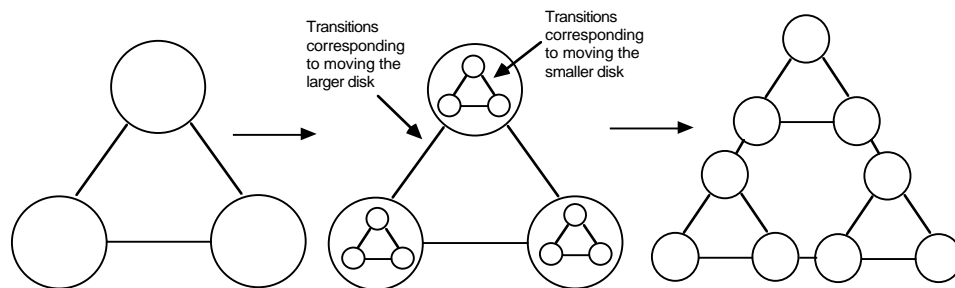 Transitions
corresponding
to moving the
larger disk
Transitions
corresponding
to moving the
smaller disk